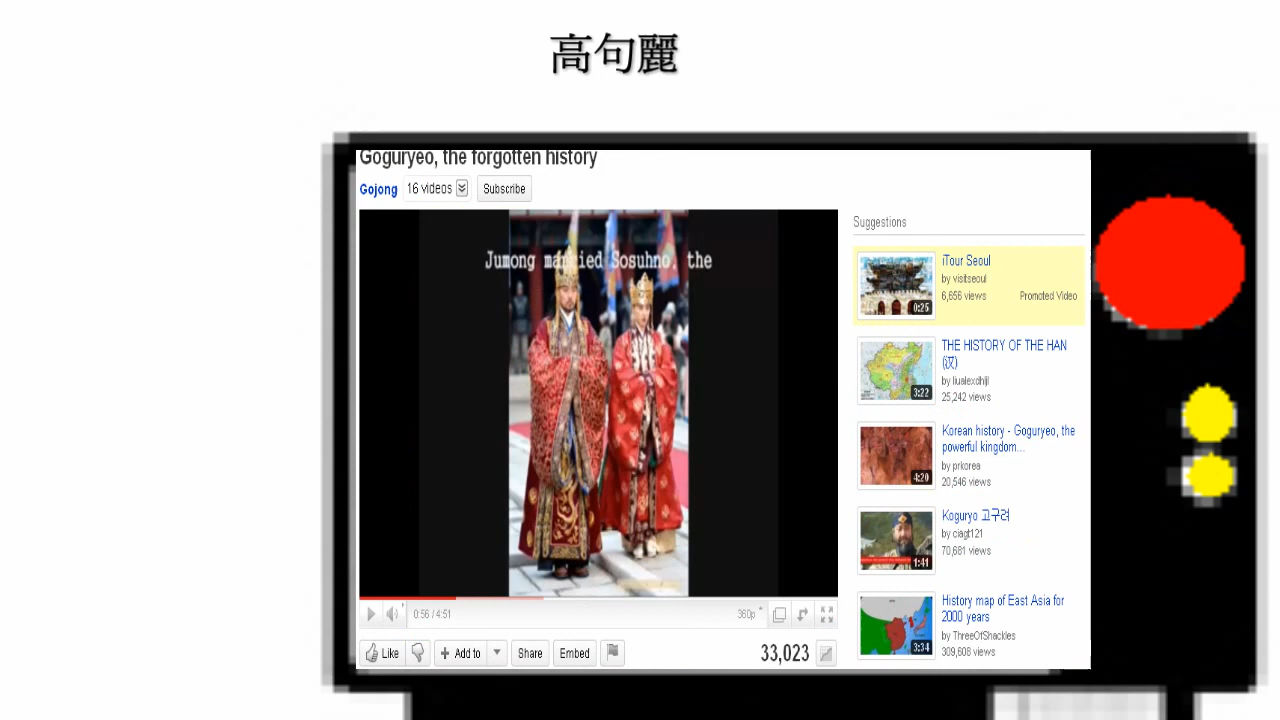 高句麗
Goguryeo, the forgotten history
Gojong 16 videos Subscribe
Jumong married Sosuhno, the
0:56 / 4:51 360p
Like Add to Share Embed 33,023
Suggestions
iTour Seoul
by visitseoul
6,656 views Promoted Video
0:25
THE HISTORY OF THE HAN
(汉)
by liualexdhiji
25,242 views
3:22
Korean history - Goguryeo, the
powerful kingdom...
by prkorea
20,546 views
4:20
Koguryo 고구려
by ciagt121
70,681 views
1:41
History map of East Asia for
2000 years
by ThreeOfShackles
309,608 views
3:34